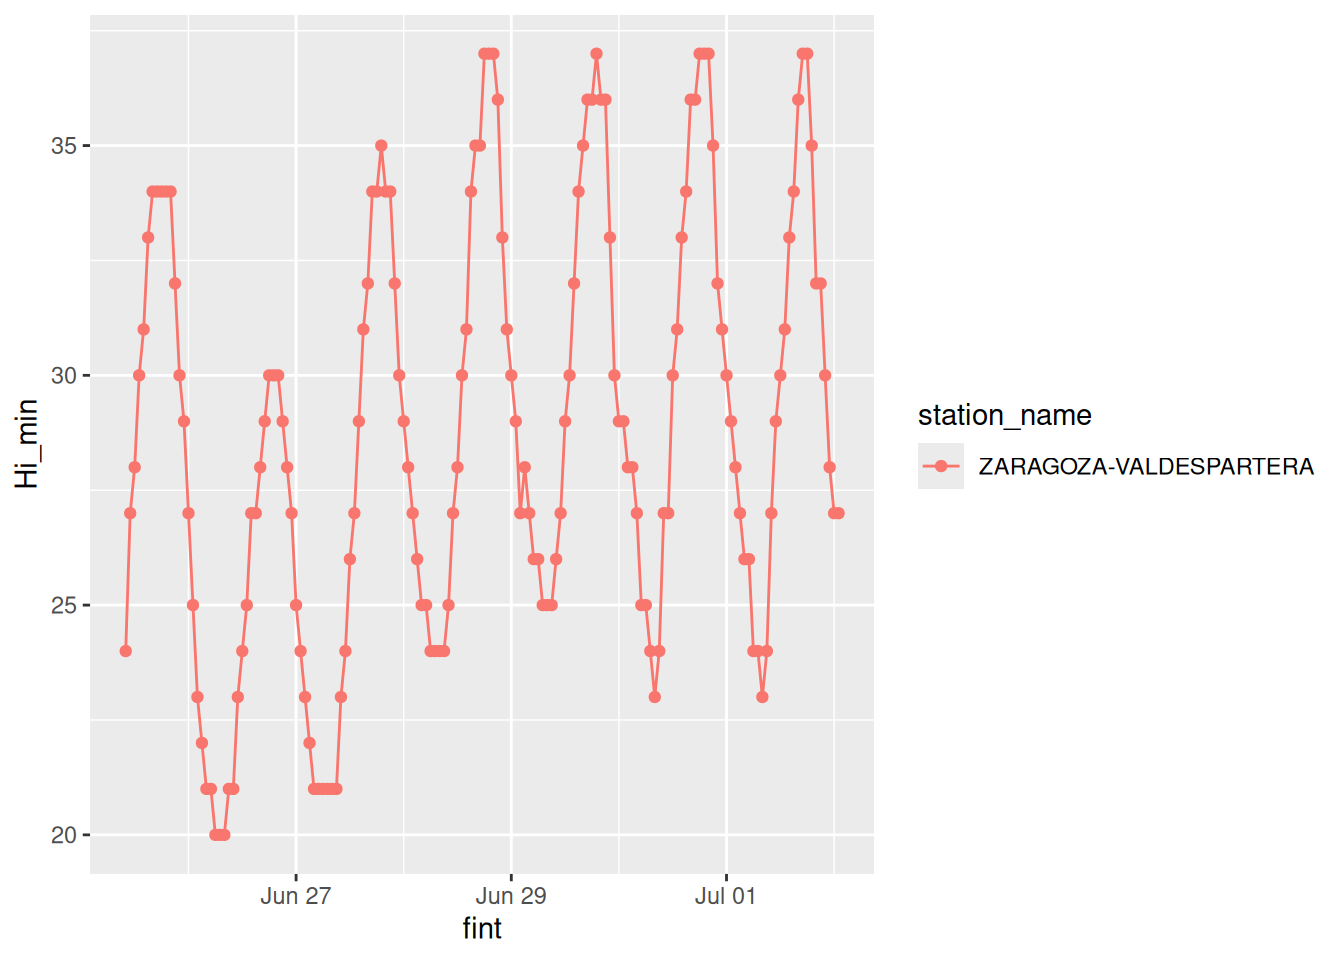 35
30
25
20
Hi_min
Jun 27
Jun 29
Jul 01
fint
station_name
ZARAGOZA-VALDESPARTERA